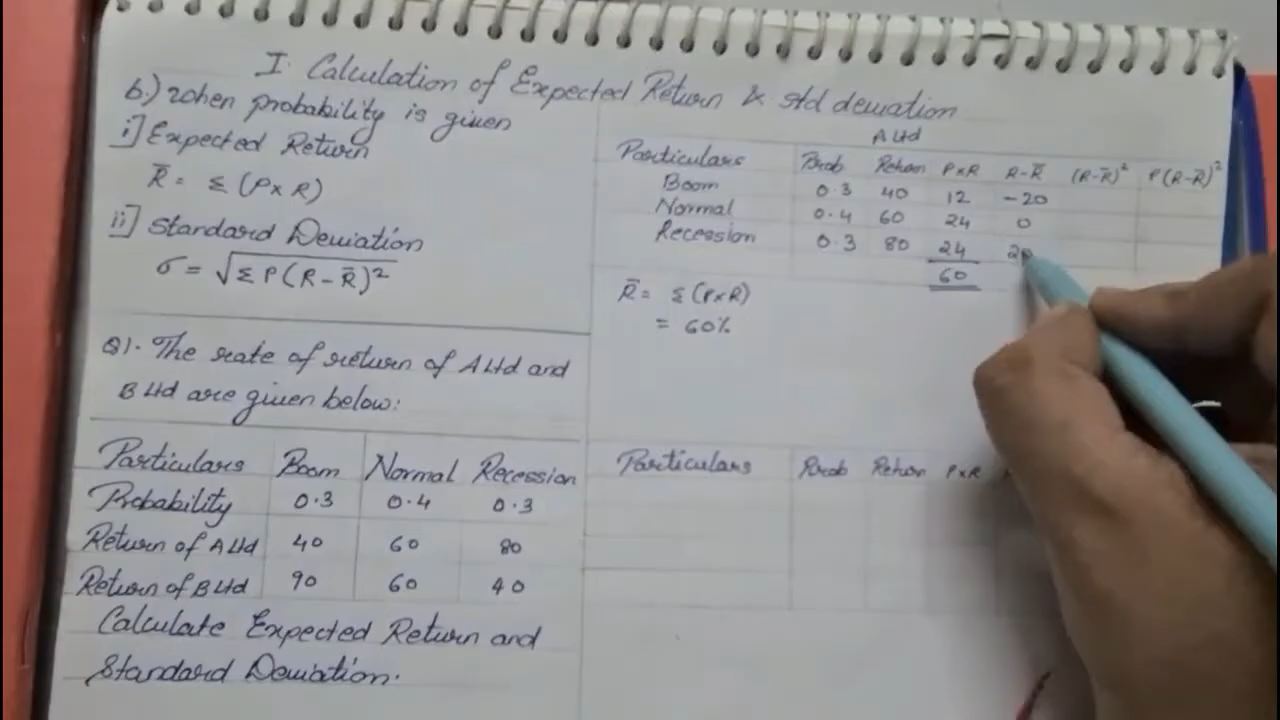 I. Calculation of Expected Return & Std deviation
b.) When probability is given
i] Expected Return
R̄ = Σ (P×R)
ii] Standard Deviation
σ = √Σ P(R-R̄)²
Q1. The rate of return of A Ltd and
B Ltd are given below:
Particulars Boom Normal Recession
Probability 0.3 0.4 0.3
Return of A Ltd 40 60 80
Return of B Ltd 90 60 40
Calculate Expected Return and
Standard Deviation.
A Ltd
Particulars Prob Return P×R R-R̄ (R-R̄)² P(R-R̄)²
Boom 0.3 40 12 -20
Normal 0.4 60 24 0
Recession 0.3 80 24 20
60
R̄ = Σ (P×R)
= 60%
Particulars Prob Return P×R